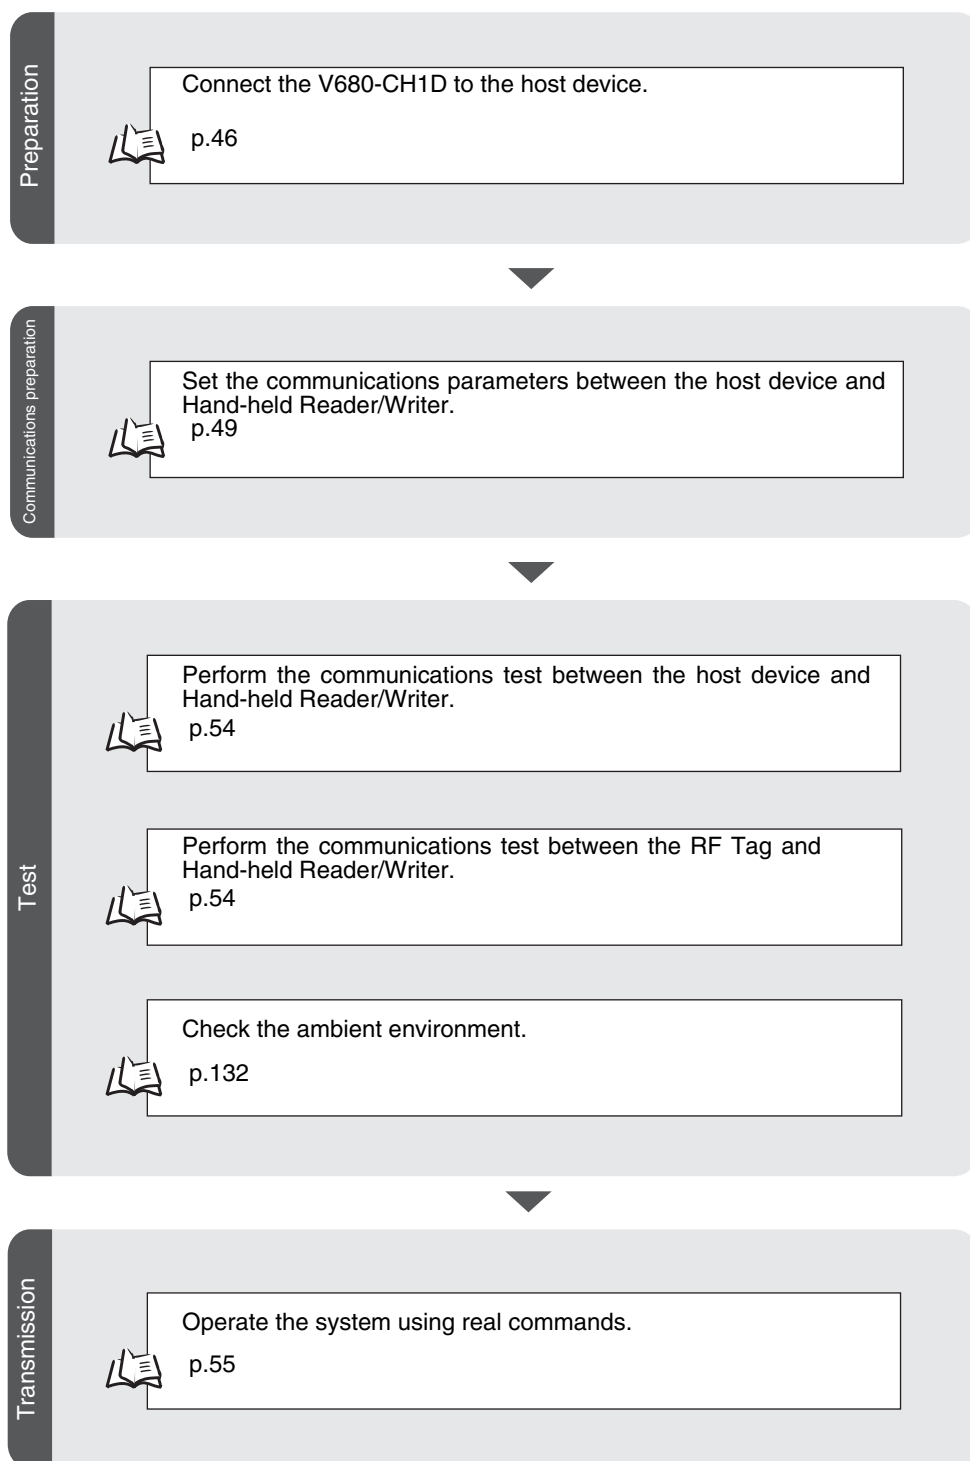 Preparation
Connect the V680-CH1D to the host device.
p.46
Communications preparation
Set the communications parameters between the host device and
Hand-held Reader/Writer.
p.49
Test
Perform the communications test between the host device and
Hand-held Reader/Writer.
p.54
Perform the communications test between the RF Tag and
Hand-held Reader/Writer.
p.54
Check the ambient environment.
p.132
Transmission
Operate the system using real commands.
p.55